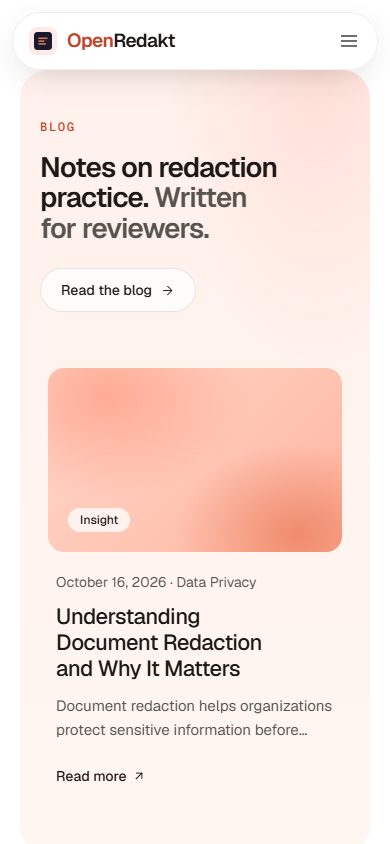 OpenRedakt
BLOG
Notes on redaction
practice. Written
for reviewers.
Read the blog →
Insight
October 16, 2026 · Data Privacy
Understanding
Document Redaction
and Why It Matters
Document redaction helps organizations
protect sensitive information before...
Read more ↗